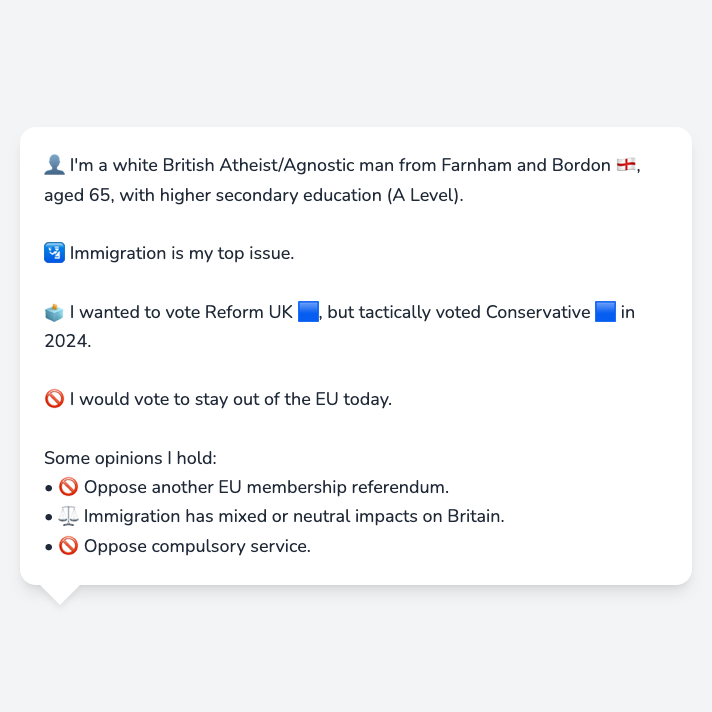 👤 I'm a white British Atheist/Agnostic man from Farnham and Bordon 🏴󠁧󠁢󠁥󠁮󠁧󠁿,
aged 65, with higher secondary education (A Level).
🛂 Immigration is my top issue.
🗳️ I wanted to vote Reform UK 🟦, but tactically voted Conservative 🟦 in
2024.
🚫 I would vote to stay out of the EU today.
Some opinions I hold:
• 🚫 Oppose another EU membership referendum.
• ⚖️ Immigration has mixed or neutral impacts on Britain.
• 🚫 Oppose compulsory service.